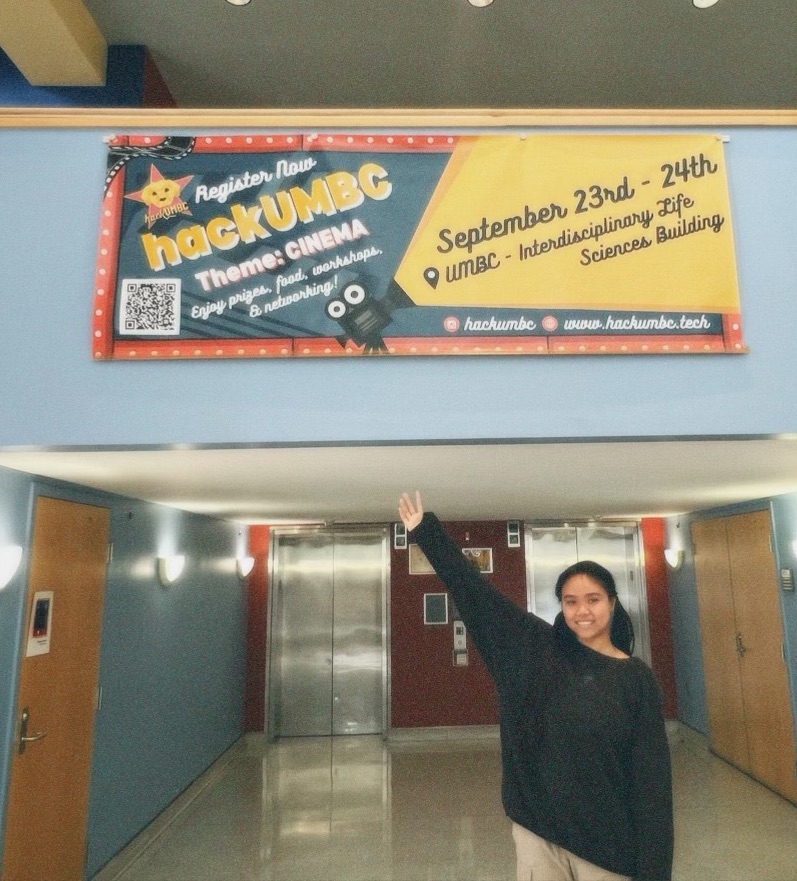 Register Now
hackUMBC
hackUMBC
Theme: CINEMA
Enjoy prizes, food, workshops,
& networking!
September 23rd - 24th
UMBC - Interdisciplinary Life
Sciences Building
hackumbc www.hackumbc.tech